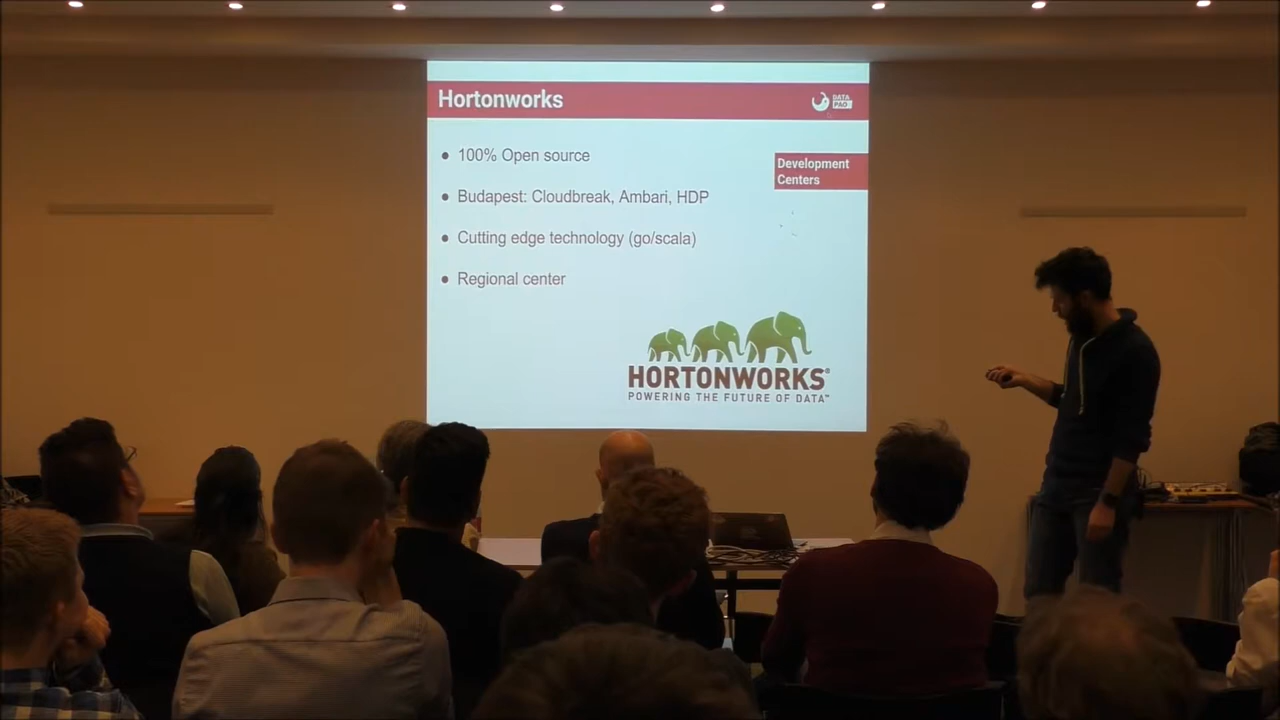 Hortonworks
DATA
PAO
• 100% Open source
Development
Centers
• Budapest: Cloudbreak, Ambari, HDP
• Cutting edge technology (go/scala)
• Regional center
HORTONWORKS®
POWERING THE FUTURE OF DATA™